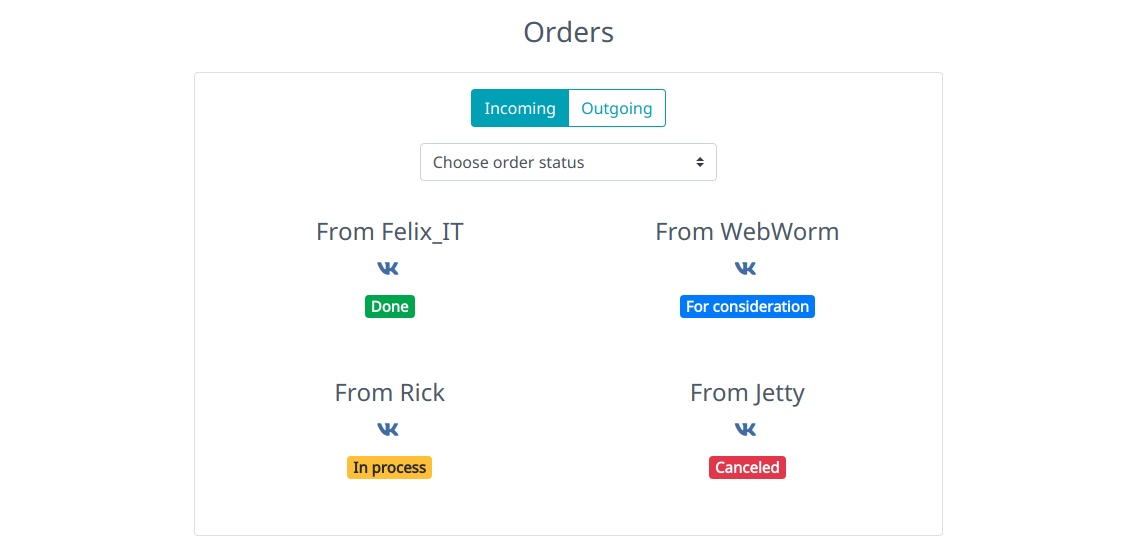 Orders
Incoming Outgoing
Choose order status
From Felix_IT
Done
From WebWorm
For consideration
From Rick
In process
From Jetty
Canceled